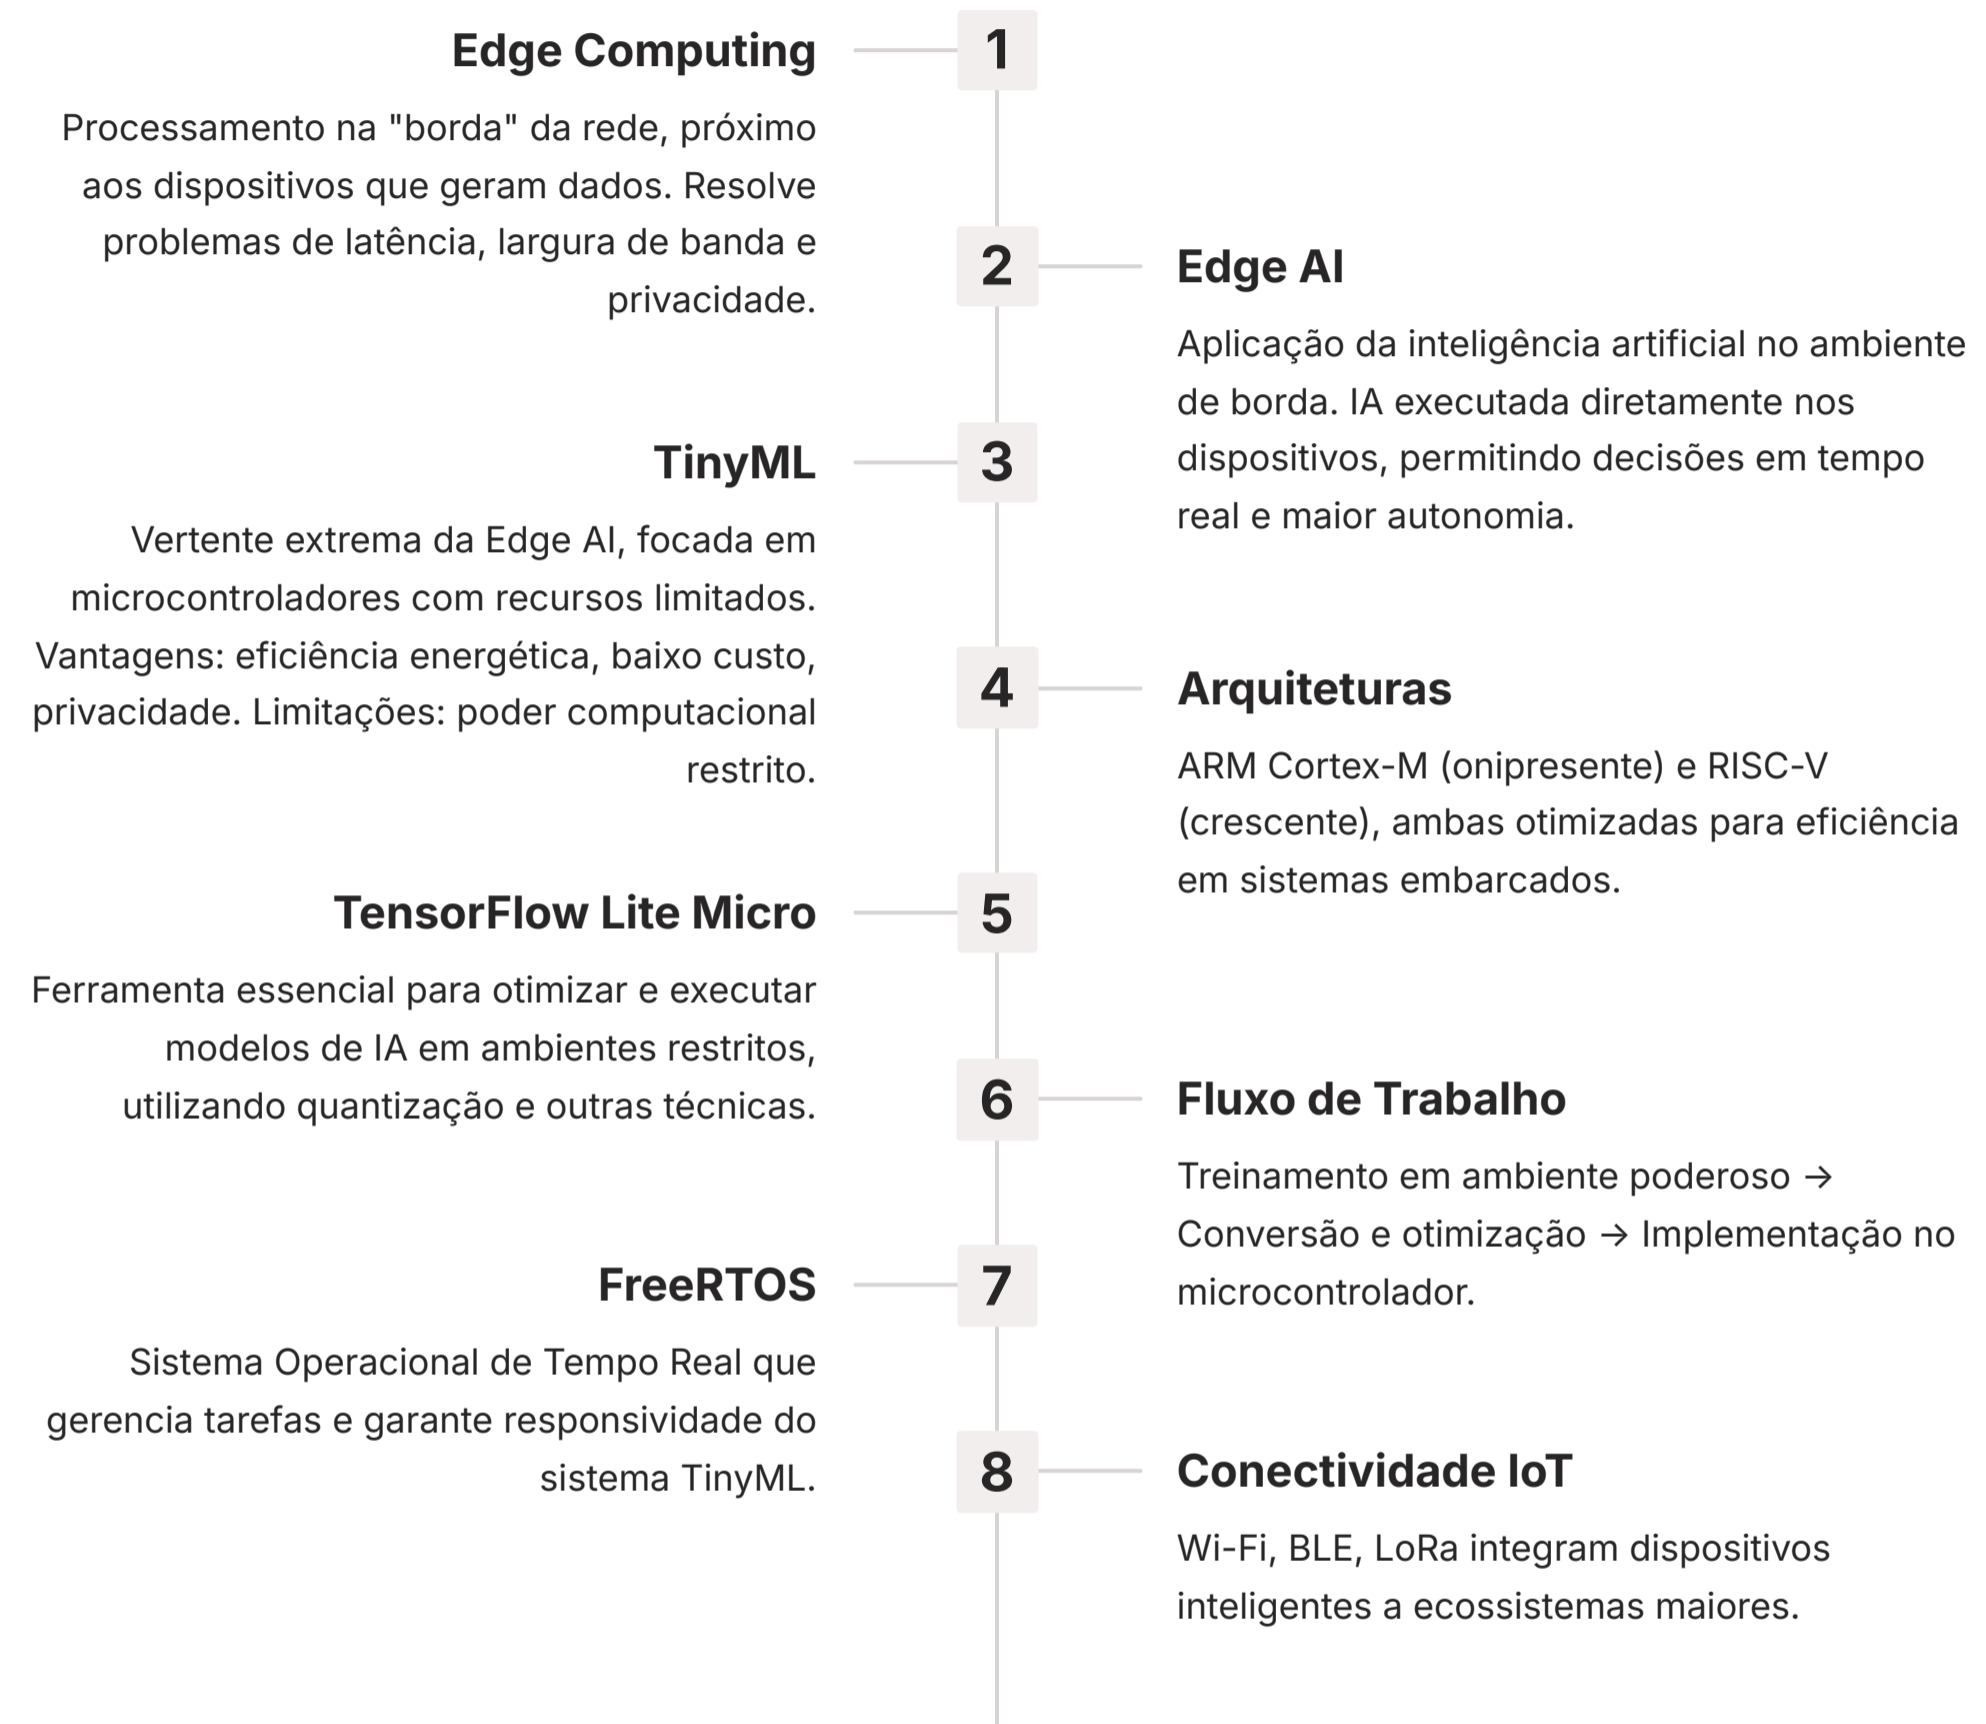 1
Edge Computing
Processamento na "borda" da rede, próximo
aos dispositivos que geram dados. Resolve
problemas de latência, largura de banda e
privacidade.
2
Edge AI
Aplicação da inteligência artificial no ambiente
de borda. IA executada diretamente nos
dispositivos, permitindo decisões em tempo
real e maior autonomia.
3
TinyML
Vertente extrema da Edge AI, focada em
microcontroladores com recursos limitados.
Vantagens: eficiência energética, baixo custo,
privacidade. Limitações: poder computacional
restrito.
4
Arquiteturas
ARM Cortex-M (onipresente) e RISC-V
(crescente), ambas otimizadas para eficiência
em sistemas embarcados.
5
TensorFlow Lite Micro
Ferramenta essencial para otimizar e executar
modelos de IA em ambientes restritos,
utilizando quantização e outras técnicas.
6
Fluxo de Trabalho
Treinamento em ambiente poderoso →
Conversão e otimização → Implementação no
microcontrolador.
7
FreeRTOS
Sistema Operacional de Tempo Real que
gerencia tarefas e garante responsividade do
sistema TinyML.
8
Conectividade IoT
Wi-Fi, BLE, LoRa integram dispositivos
inteligentes a ecossistemas maiores.